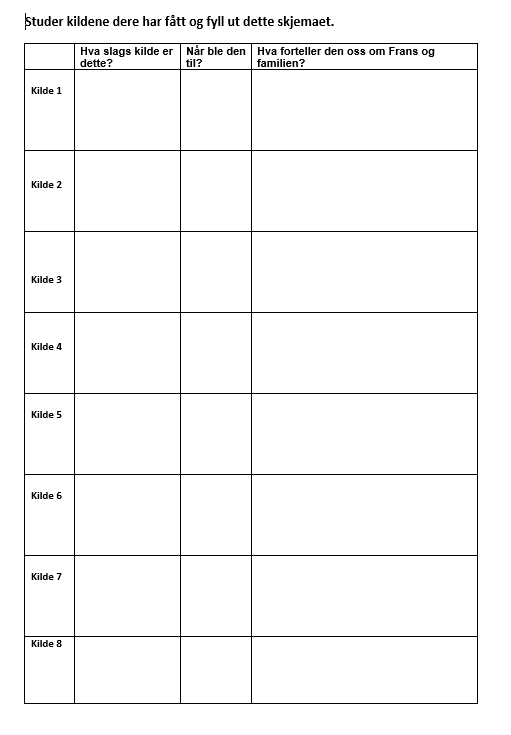 Studer kildene dere har fått og fyll ut dette skjemaet.
Hva slags kilde er
dette?
Når ble den
til?
Hva forteller den oss om Frans og
familien?
Kilde 1
Kilde 2
Kilde 3
Kilde 4
Kilde 5
Kilde 6
Kilde 7
Kilde 8